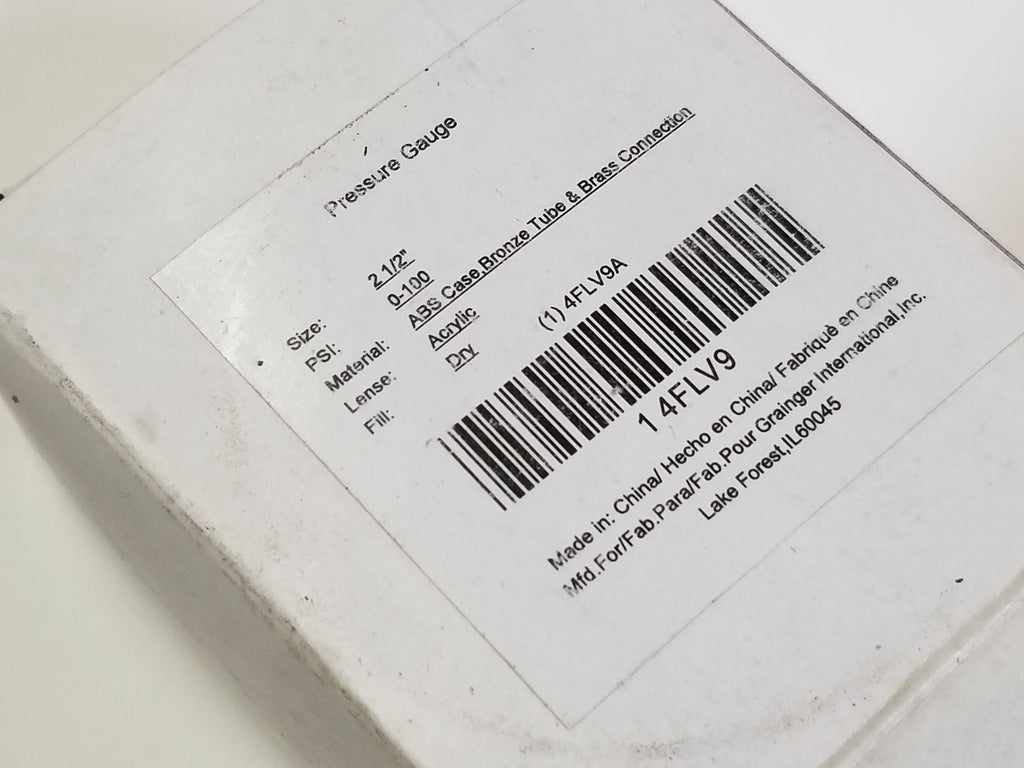 Pressure Gauge
Size: 2 1/2"
PSI: 0-100
Material: ABS Case,Bronze Tube & Brass Connection
Lense: Acrylic
Fill: Dry
(1) 4FLV9A
1 4FLV9
Made in: China/ Hecho en China/ Fabriquè en Chine
Mfd.For/Fab.Para/Fab.Pour Grainger International,Inc.
Lake Forest,IL60045